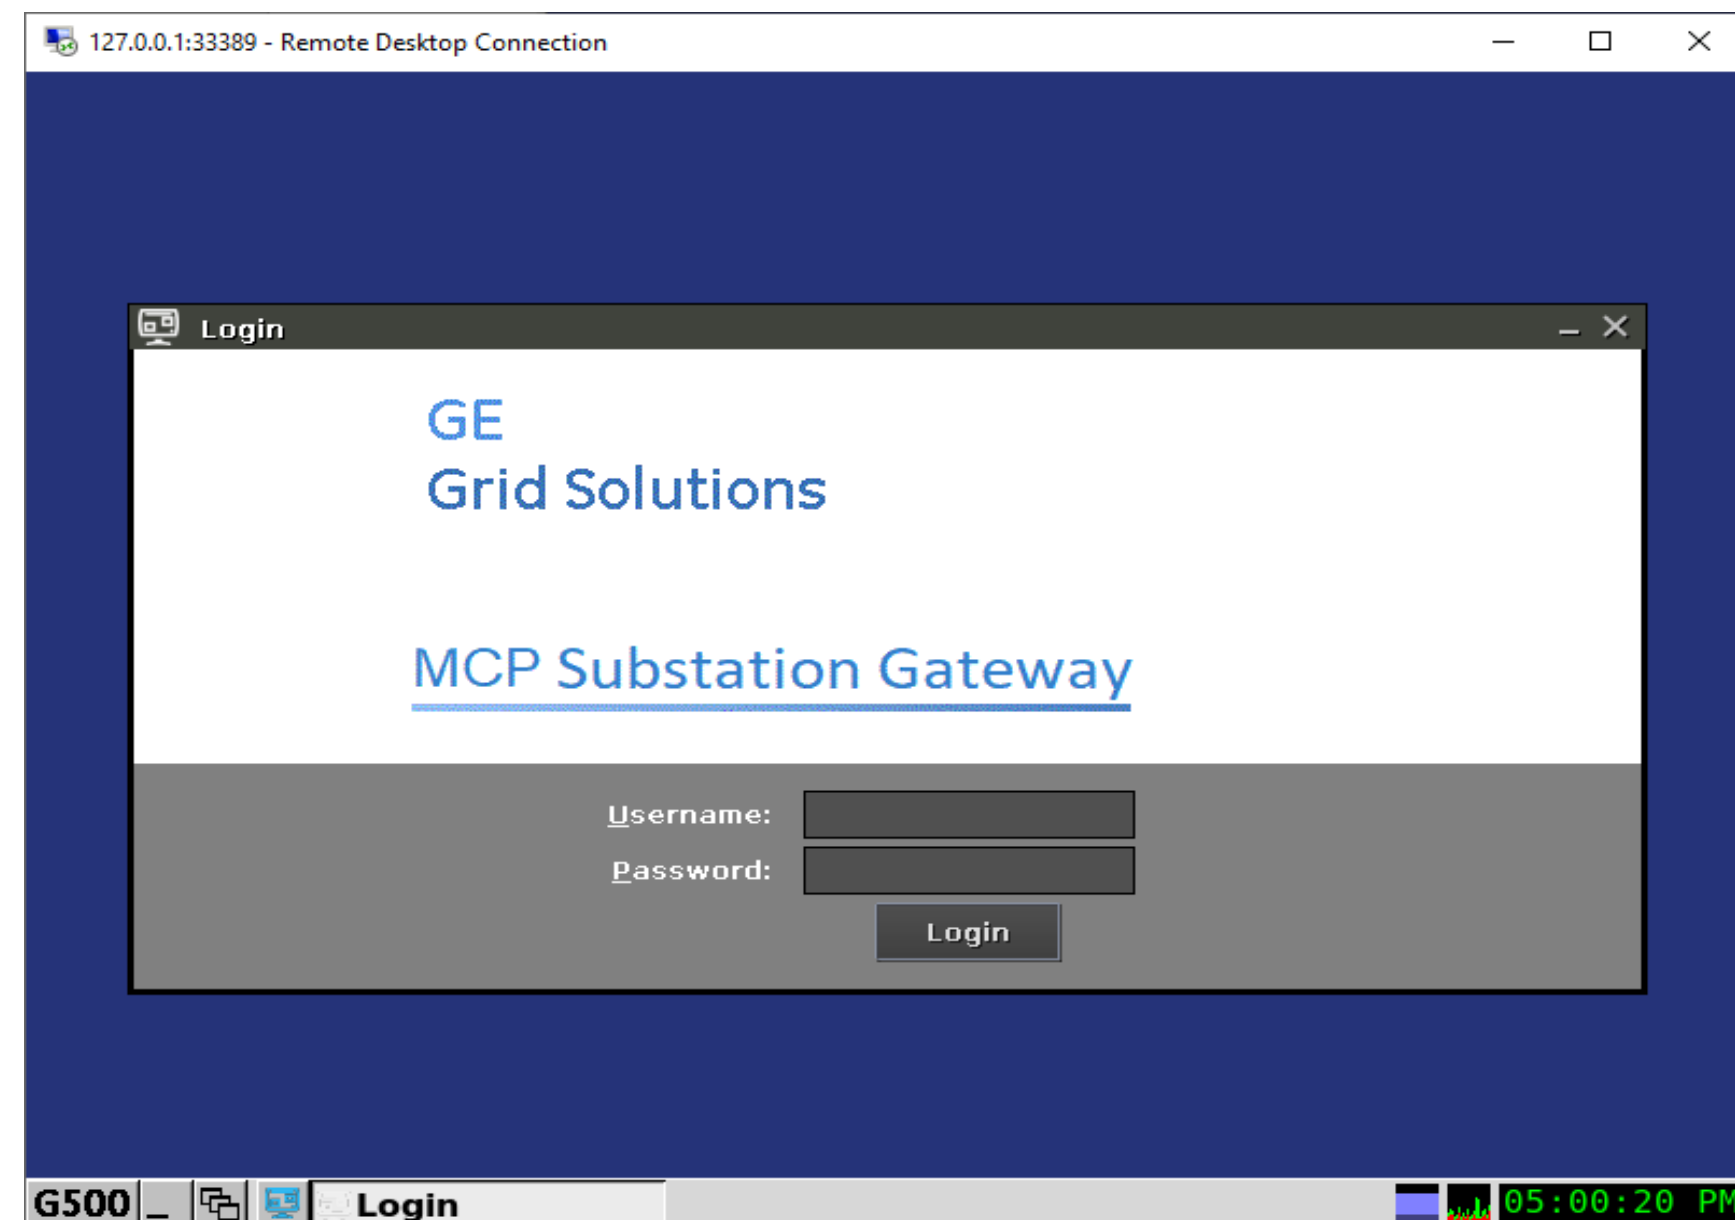 127.0.0.1:33389 - Remote Desktop Connection
Login
GE
Grid Solutions
MCP Substation Gateway
Username:
Password:
Login
G500
Login
05:00:20 PM